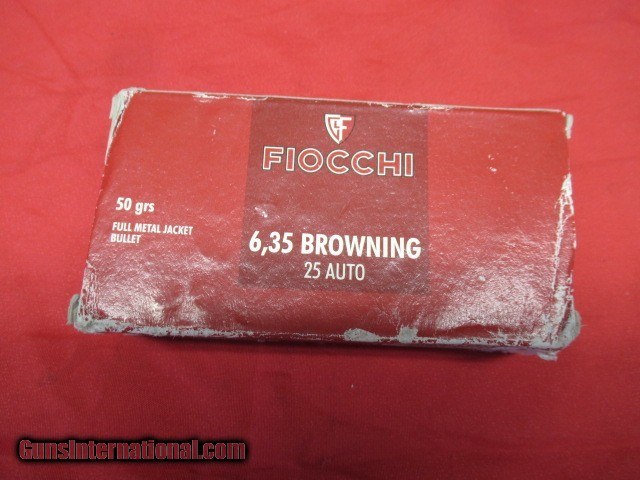 FIOCCHI
50 grs
FULL METAL JACKET
BULLET
6,35 BROWNING
25 AUTO
GunsInternational.com